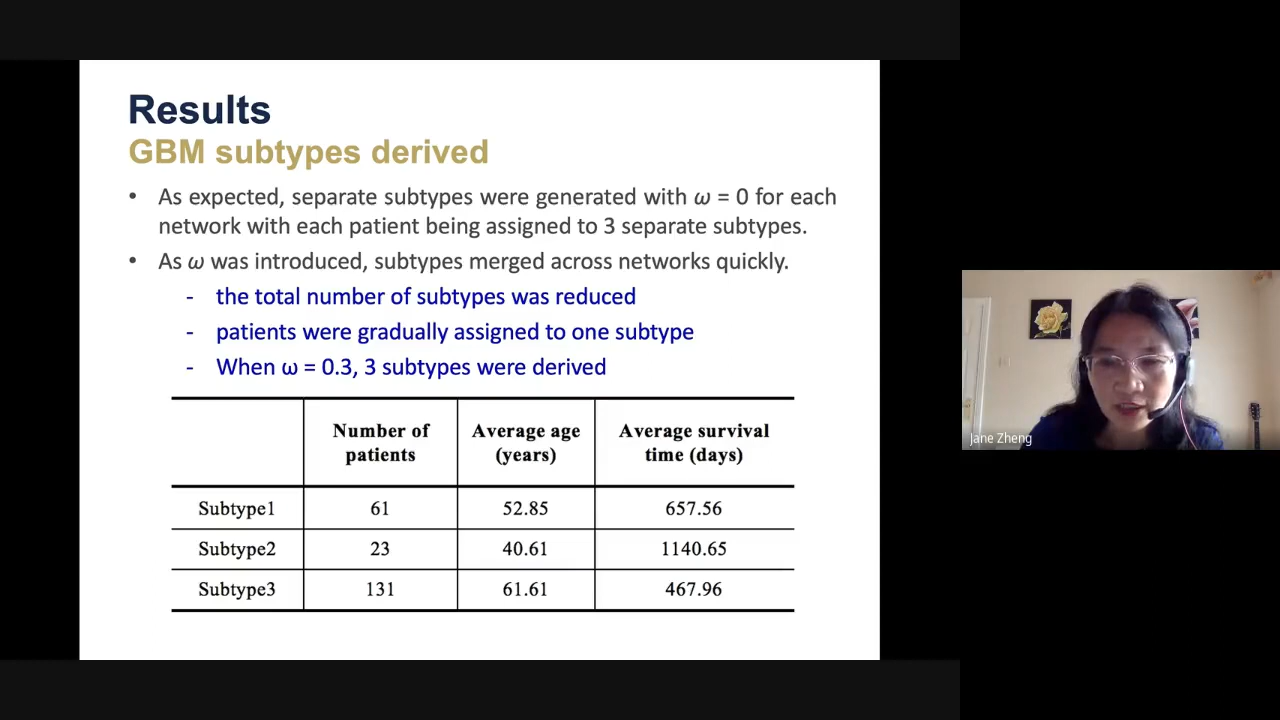 Results
GBM subtypes derived
• As expected, separate subtypes were generated with ω = 0 for each
network with each patient being assigned to 3 separate subtypes.
• As ω was introduced, subtypes merged across networks quickly.
- the total number of subtypes was reduced
- patients were gradually assigned to one subtype
- When ω = 0.3, 3 subtypes were derived
Number of patients Average age (years) Average survival time (days)
Subtype1 61 52.85 657.56
Subtype2 23 40.61 1140.65
Subtype3 131 61.61 467.96
Jane Zheng